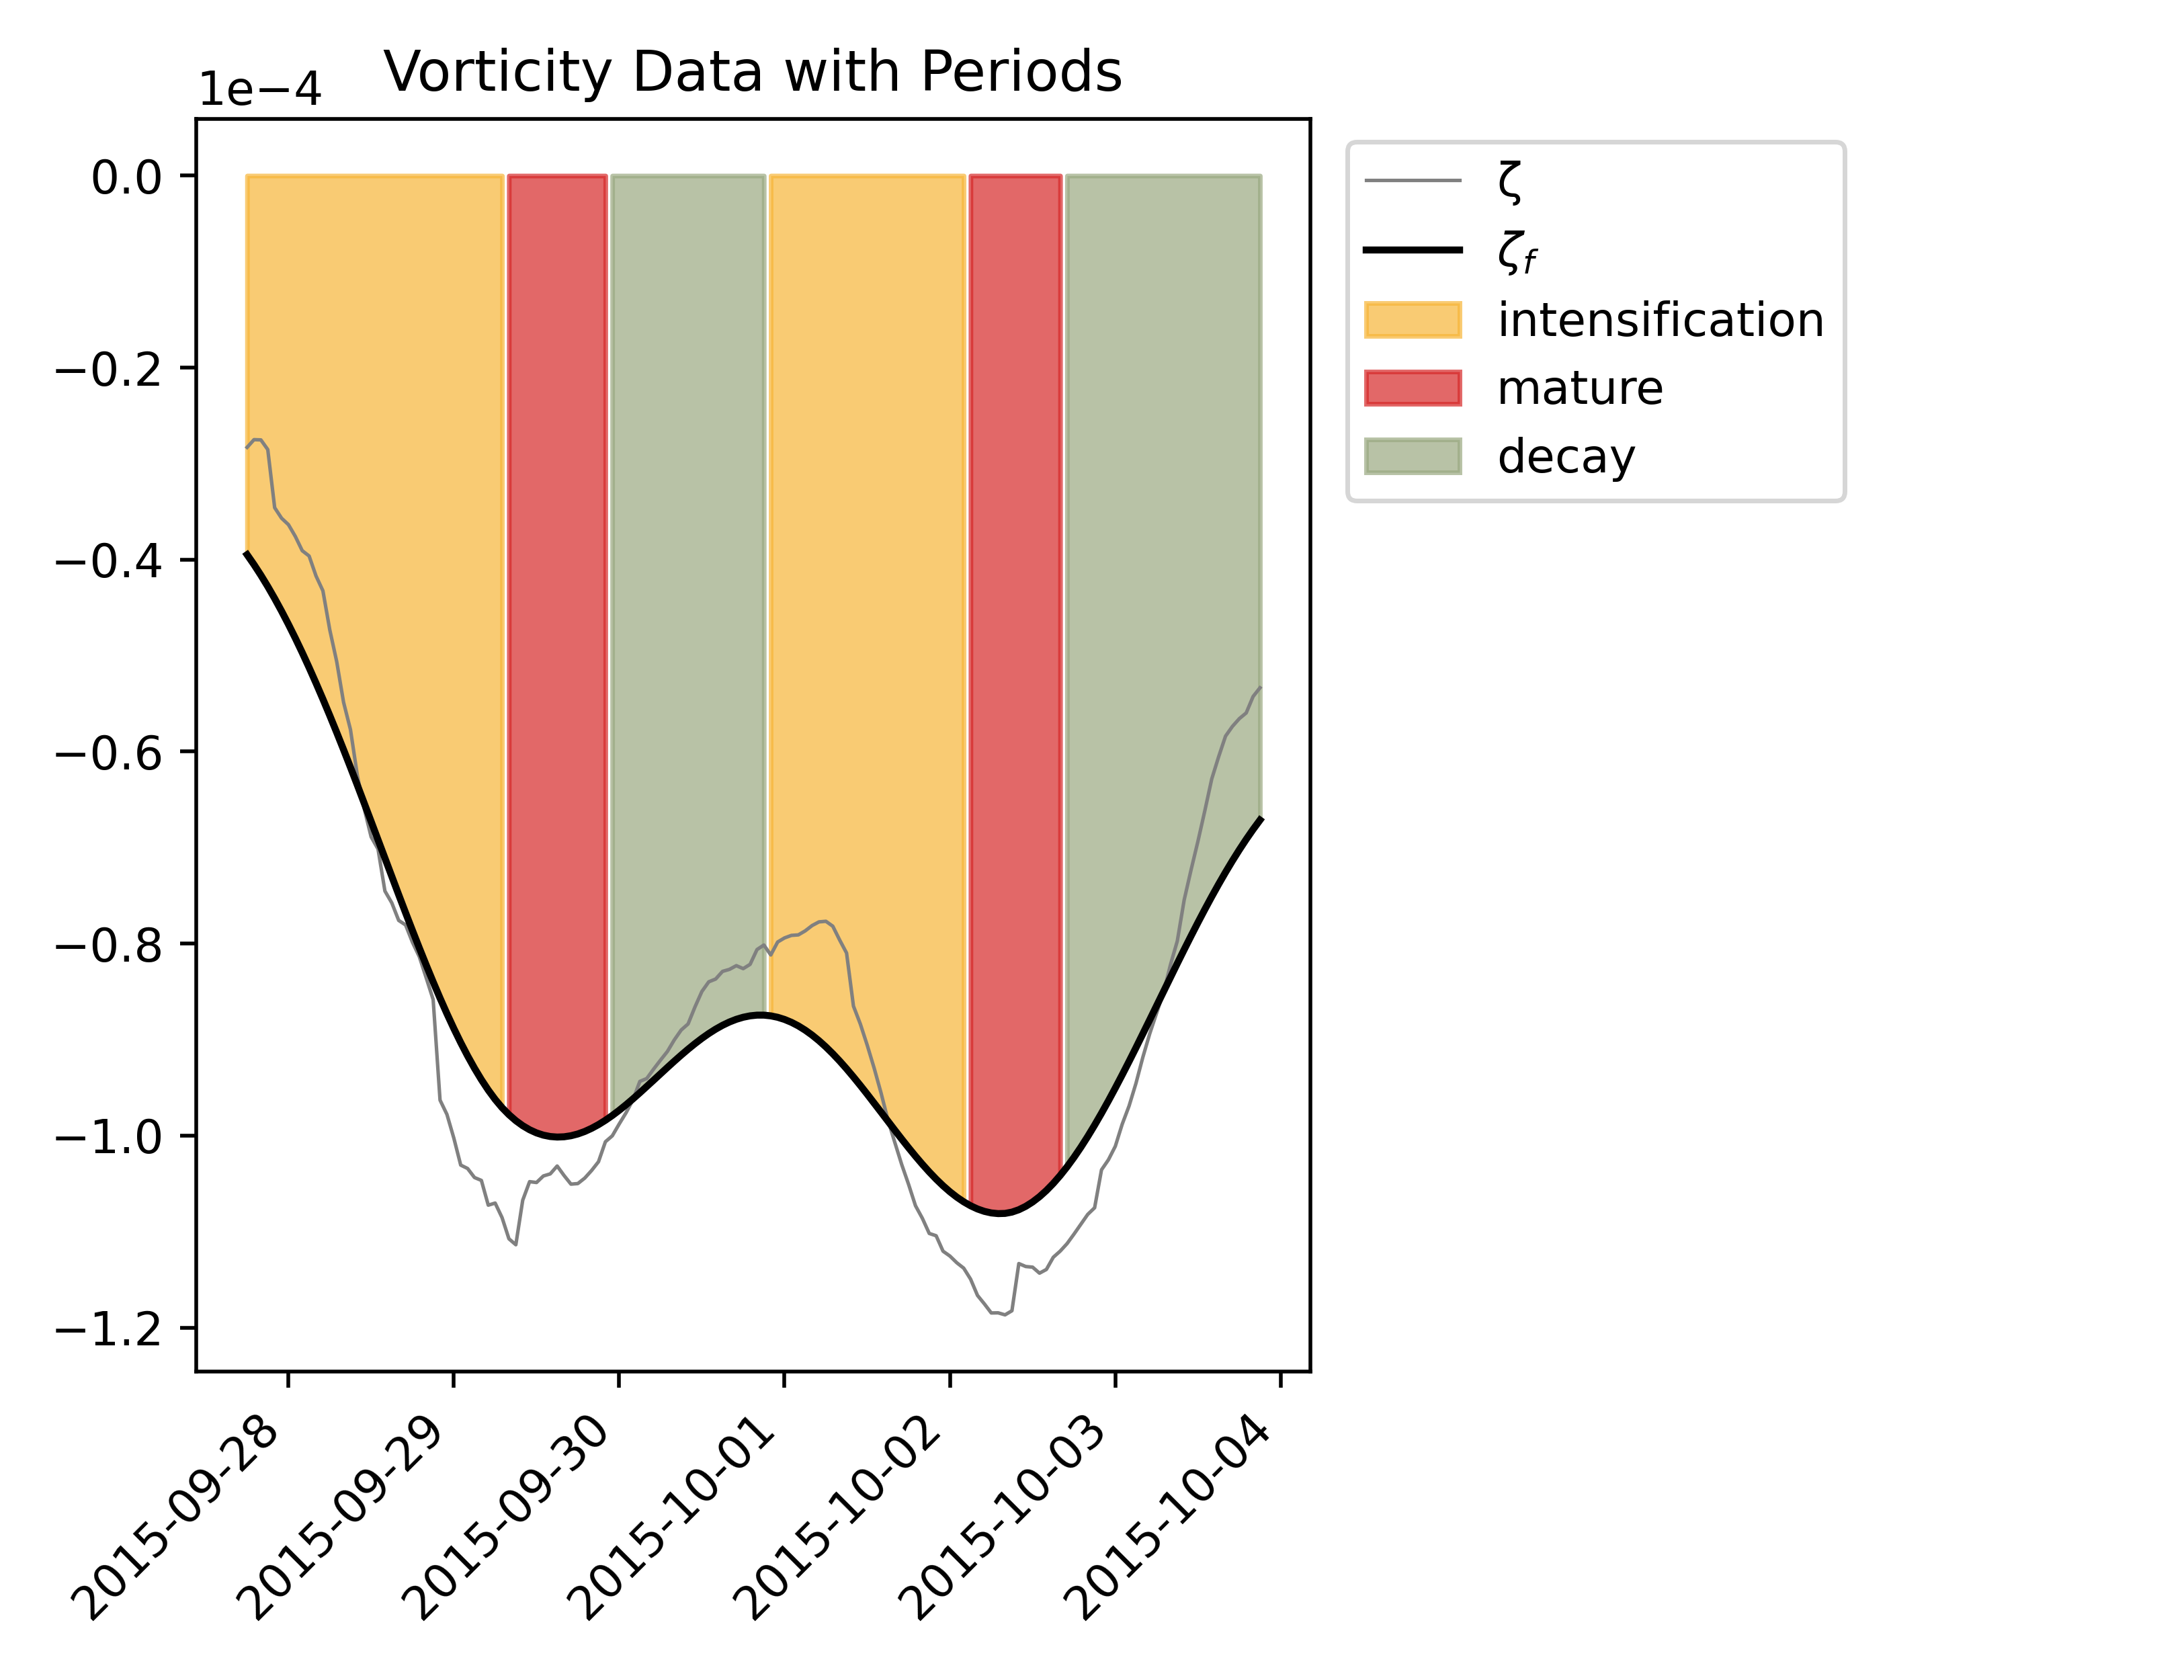 Vorticity Data with Periods
1e−4
0.0
−0.2
−0.4
−0.6
−0.8
−1.0
−1.2
2015-09-28
2015-09-29
2015-09-30
2015-10-01
2015-10-02
2015-10-03
2015-10-04
ζ
ζf
intensification
mature
decay